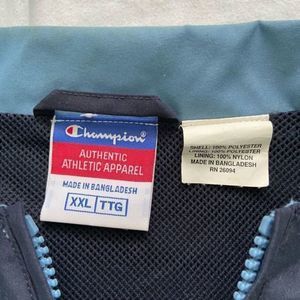 Champion
AUTHENTIC
ATHLETIC APPAREL
MADE IN BANGLADESH
XXL TTG
SHELL: 100% POLYESTER
LINING: 100% POLYESTER
LINING: 100% NYLON
MADE IN BANGLADESH
RN 26094